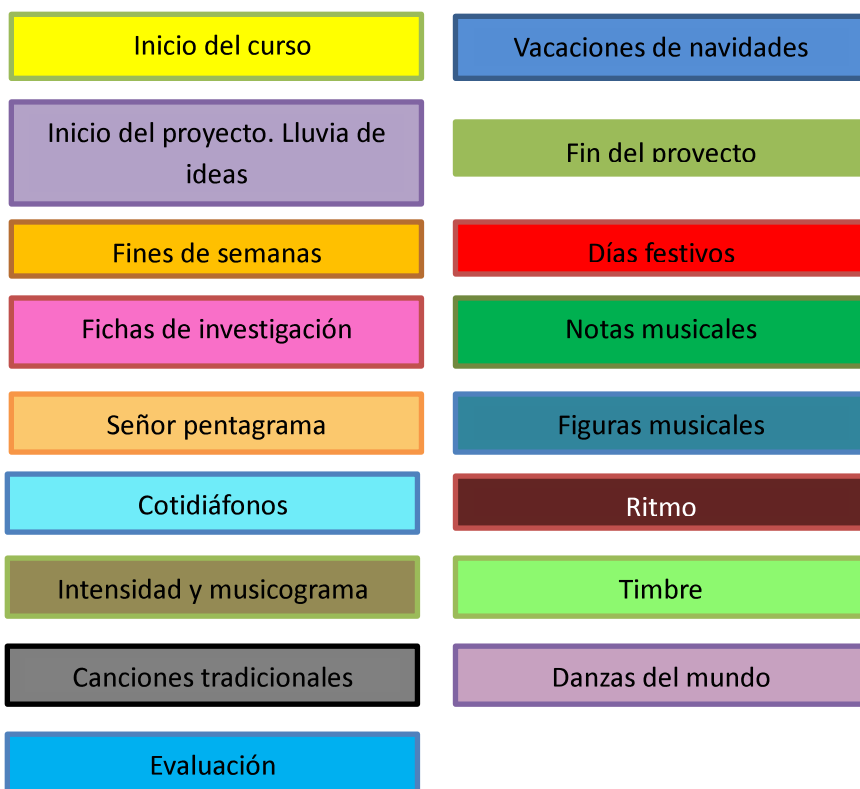 Inicio del curso
Vacaciones de navidades
Inicio del proyecto. Lluvia de
ideas
Fin del proyecto
Fines de semanas
Días festivos
Fichas de investigación
Notas musicales
Señor pentagrama
Figuras musicales
Cotidiáfonos
Ritmo
Intensidad y musicograma
Timbre
Canciones tradicionales
Danzas del mundo
Evaluación